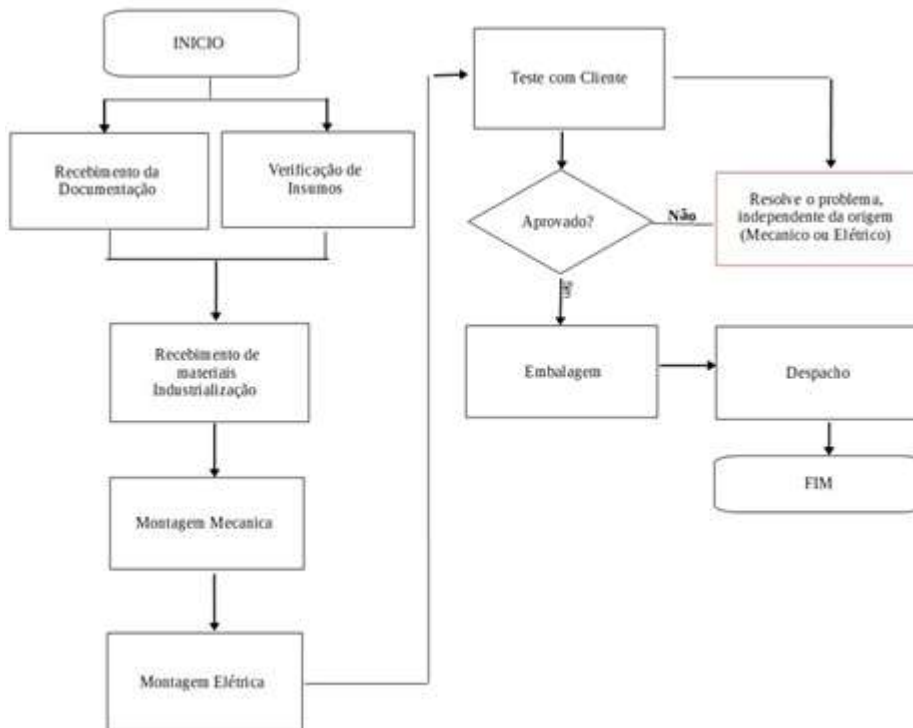 INICIO
Recebimento da
Documentação
Verificação de
Insumos
Recebimento de
materiais
Industrialização
Montagem Mecanica
Montagem Elétrica
Teste com Cliente
Aprovado?
Não
Resolve o problema,
independente da origem
(Mecanico ou Elétrico)
Embalagem
Despacho
FIM